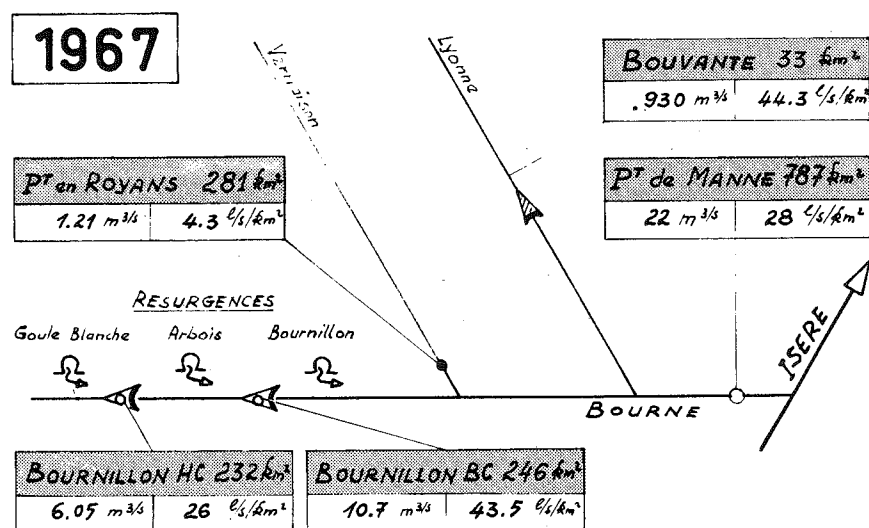 1967
Vernaison
Lyonne
BOUVANTE 33 km²
.930 m³/s 44.3 l/s/km²
Pᵀ en ROYANS 281 km²
1.21 m³/s 4.3 l/s/km²
Pᵀ de MANNE 787 km²
22 m³/s 28 l/s/km²
RESURGENCES
Goule Blanche Arbois Bournillon
ISERE
BOURNE
BOURNILLON HC 232 km²
6.05 m³/s 26 l/s/km²
BOURNILLON BC 246 km²
10.7 m³/s 43.5 l/s/km²